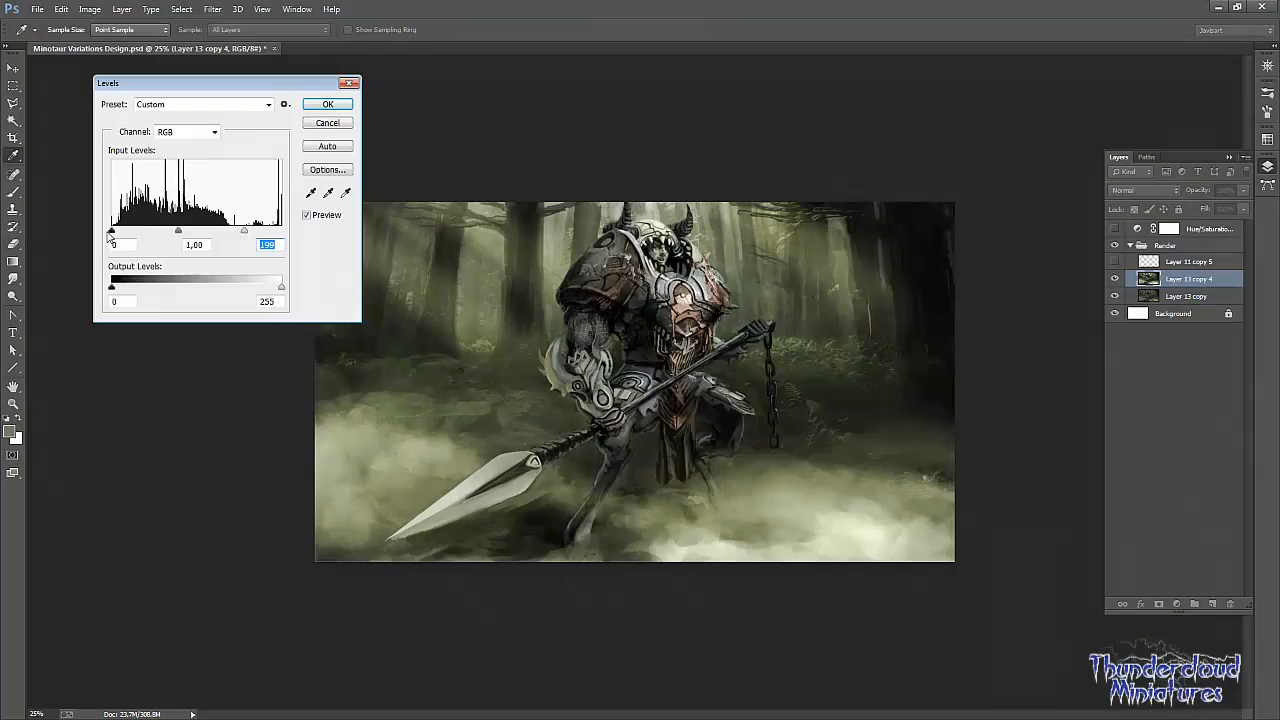 Ps File Edit Image Layer Type Select Filter 3D View Window Help
Sample Size: Point Sample Sample: All Layers Show Sampling Ring Javisart
Minotaur Variations Design.psd @ 25% (Layer 13 copy 4, RGB/8#) *
Levels
Preset: Custom OK
Cancel
Channel: RGB
Auto
Input Levels:
Options...
Preview
0 1,00 199
Output Levels:
0 255
Layers Paths
Kind
Normal Opacity: 100%
Lock: Fill: 100%
Hue/Saturatio...
Render
Layer 11 copy 5
Layer 13 copy 4
Layer 13 copy
Background
Thundercloud
Miniatures
25% Doc: 23.7M/308.8M